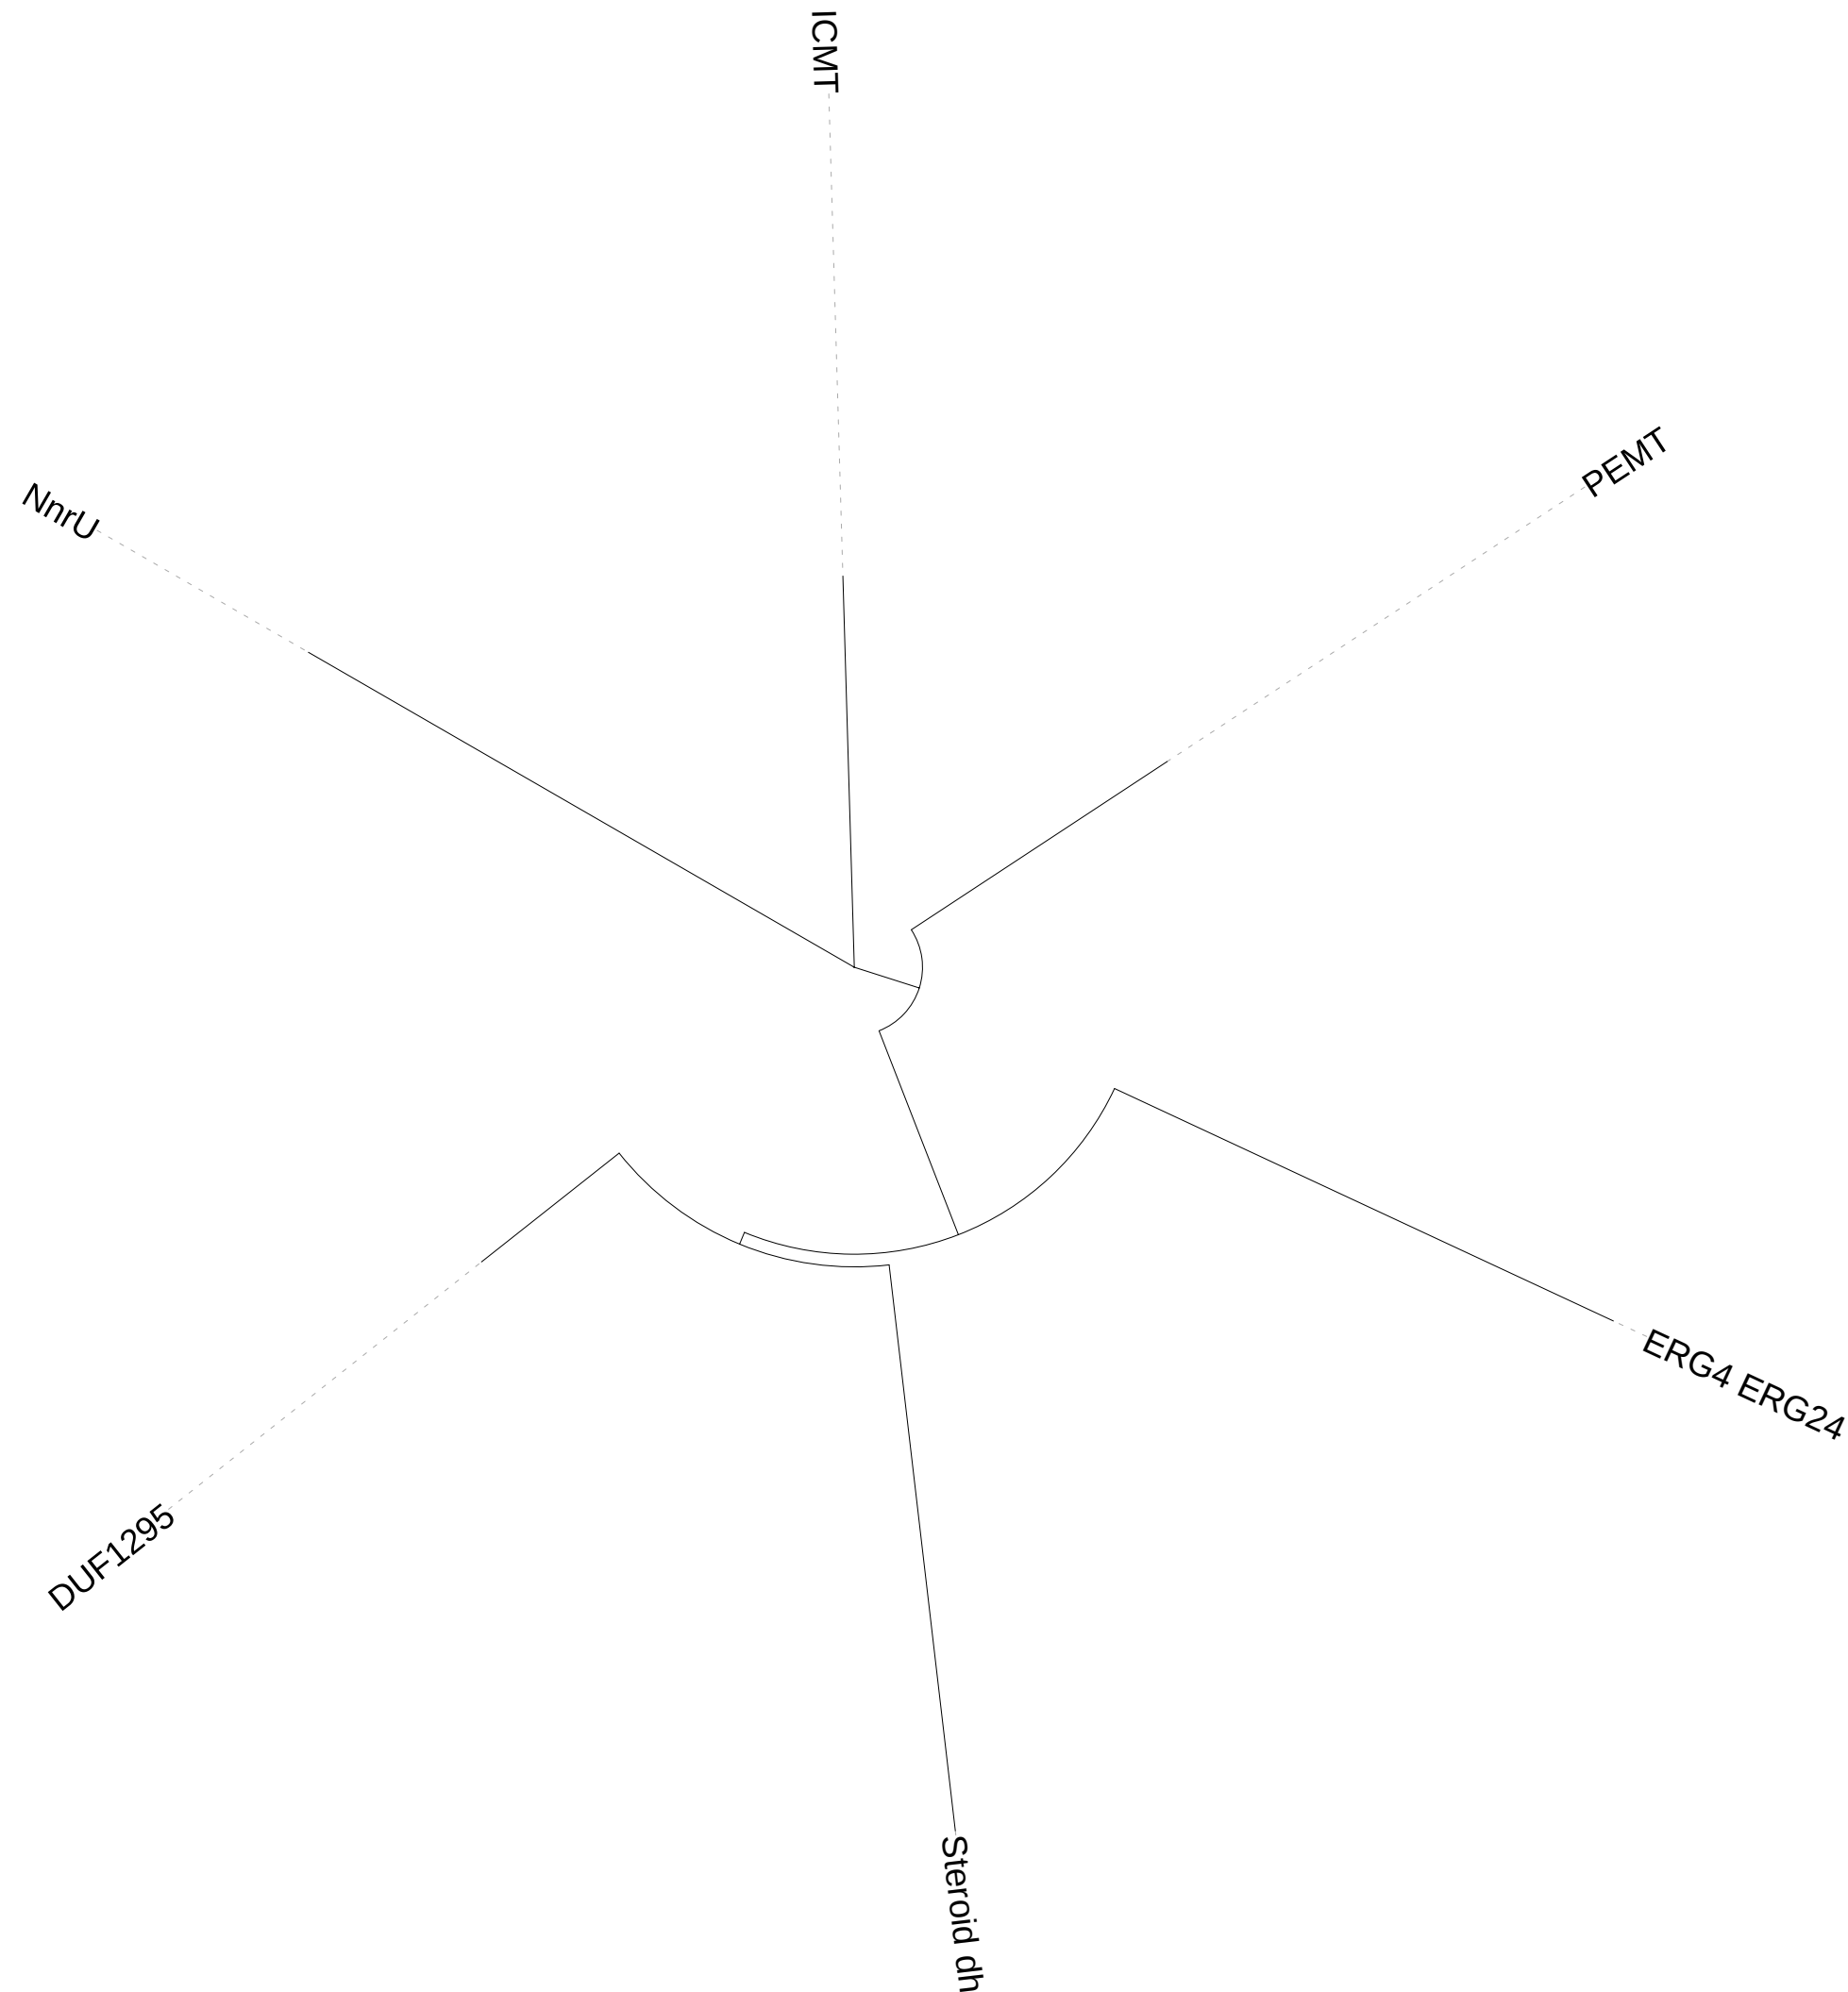 ICMT
PEMT
NnrU
ERG4 ERG24
DUF1295
Steroid dh